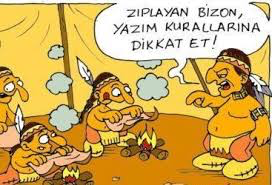 ZIPLAYAN BİZON,
YAZIM KURALLARINA
DİKKAT ET!